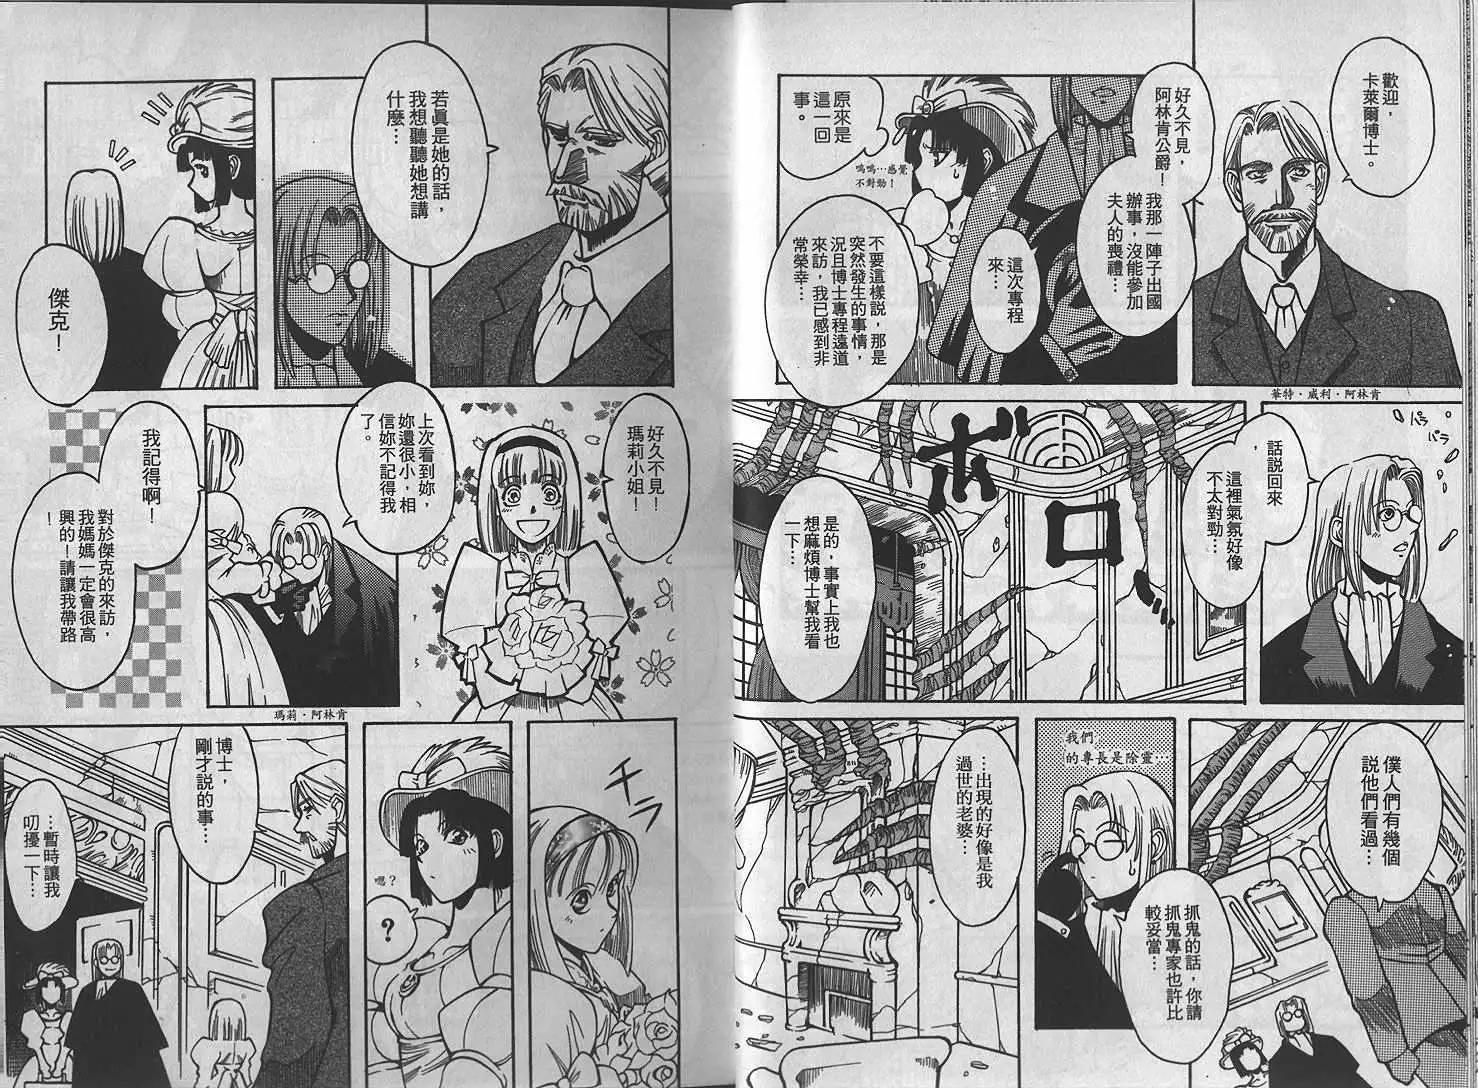 歡迎，
卡萊爾博士。
華特・威利・阿林肯
好久不見，
阿林肯公爵！
我那一陣子出國
辦事，沒能參加
夫人的喪禮…
這次專程
來…
原來是
這一回
事。
嗚嗚…感覺
不對勁！
不要這樣說，那是
突然發生的事情，
況且博士專程遠道
來訪，我已感到非
常榮幸…
パラ
パラ
話説回來
這裡氣氛好像
不太對勁…
ボロ…
是的，事實上我也
想麻煩博士幫我看
一下…
僕人們有幾個
説他們看過…
我們
的專長是除靈…
抓鬼的話，你請
抓鬼專家也許比
較妥當…
…出現的好像是我
過世的老婆…
若真是她的話，
我想聽聽她想講
什麼…
傑克！
好久不見！
瑪莉小姐！
上次看到妳，
妳還很小，相
信妳不記得我
了。
瑪莉・阿林肯
我記得啊！
對於傑克的來訪，
我媽媽一定會很高
興的！請讓我帶路
！
チラ
嗯？
？
博士，
剛才説的事…
…暫時讓我
叨擾一下…